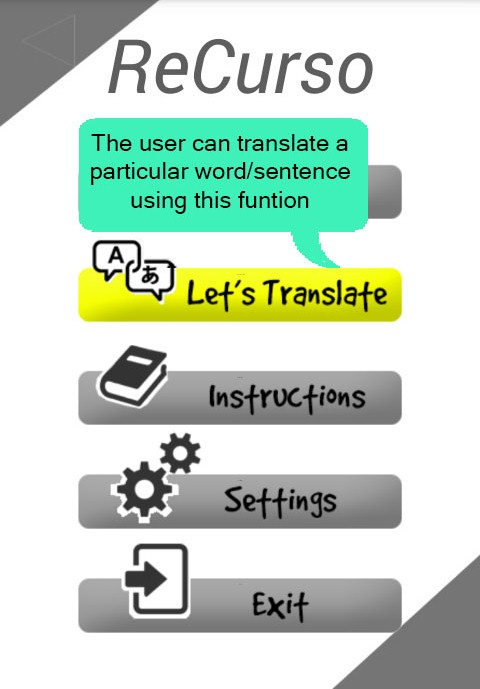 ReCurso
The user can translate a
particular word/sentence
using this funtion
A
あ
Let's Translate
Instructions
Settings
Exit